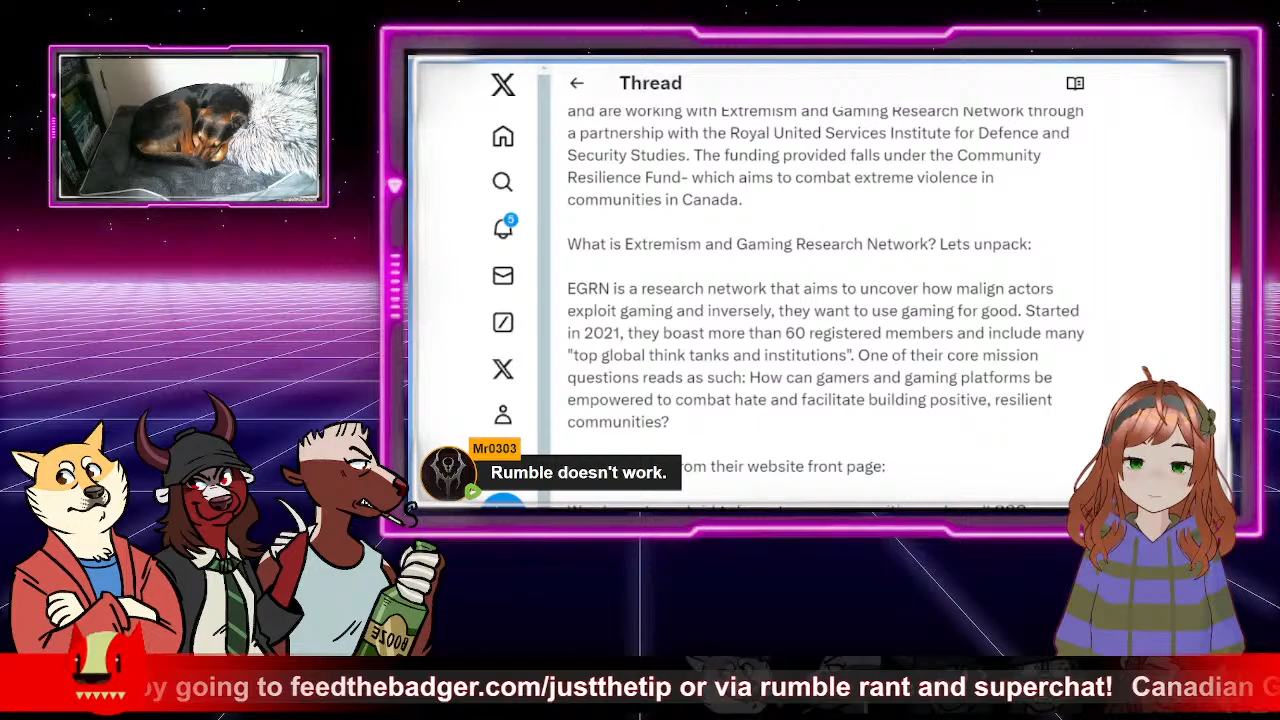 Thread
and are working with Extremism and Gaming Research Network through
a partnership with the Royal United Services Institute for Defence and
Security Studies. The funding provided falls under the Community
Resilience Fund- which aims to combat extreme violence in
communities in Canada.
5
What is Extremism and Gaming Research Network? Lets unpack:
EGRN is a research network that aims to uncover how malign actors
exploit gaming and inversely, they want to use gaming for good. Started
in 2021, they boast more than 60 registered members and include many
"top global think tanks and institutions". One of their core mission
questions reads as such: How can gamers and gaming platforms be
empowered to combat hate and facilitate building positive, resilient
communities?
Mr0303
Rumble doesn't work.
from their website front page:
BOOZE
by going to feedthebadger.com/justthetip or via rumble rant and superchat! Canadian G